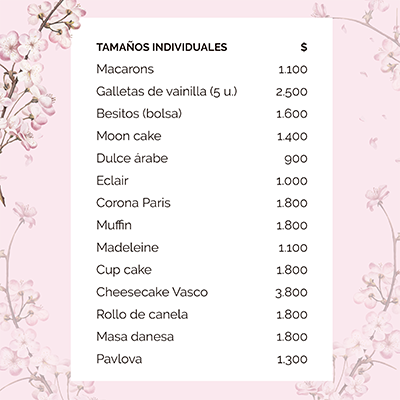 TAMAÑOS INDIVIDUALES $
Macarons 1.100
Galletas de vainilla (5 u.) 2.500
Besitos (bolsa) 1.600
Moon cake 1.400
Dulce árabe 900
Eclair 1.000
Corona Paris 1.800
Muffin 1.800
Madeleine 1.100
Cup cake 1.800
Cheesecake Vasco 3.800
Rollo de canela 1.800
Masa danesa 1.800
Pavlova 1.300